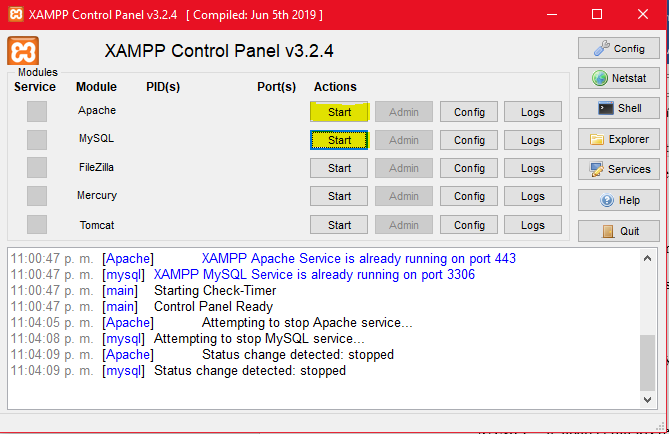 XAMPP Control Panel v3.2.4   [ Compiled: Jun 5th 2019 ]
XAMPP Control Panel v3.2.4
Config
Modules
Service Module PID(s) Port(s) Actions
Netstat
Apache Start Admin Config Logs
Shell
MySQL Start Admin Config Logs
Explorer
FileZilla Start Admin Config Logs
Services
Mercury Start Admin Config Logs
Help
Tomcat Start Admin Config Logs
Quit
11:00:47 p. m. [Apache] XAMPP Apache Service is already running on port 443
11:00:47 p. m. [mysql] XAMPP MySQL Service is already running on port 3306
11:00:47 p. m. [main] Starting Check-Timer
11:00:47 p. m. [main] Control Panel Ready
11:04:05 p. m. [Apache] Attempting to stop Apache service...
11:04:08 p. m. [mysql] Attempting to stop MySQL service...
11:04:09 p. m. [Apache] Status change detected: stopped
11:04:09 p. m. [mysql] Status change detected: stopped